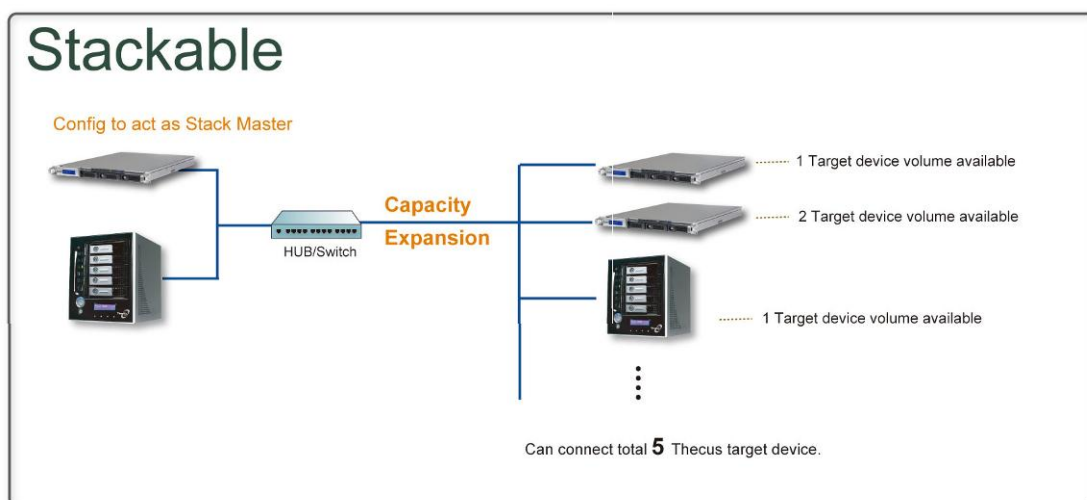 Stackable
Config to act as Stack Master
HUB/Switch
Capacity
Expansion
1 Target device volume available
2 Target device volume available
1 Target device volume available
Can connect total 5 Thecus target device.